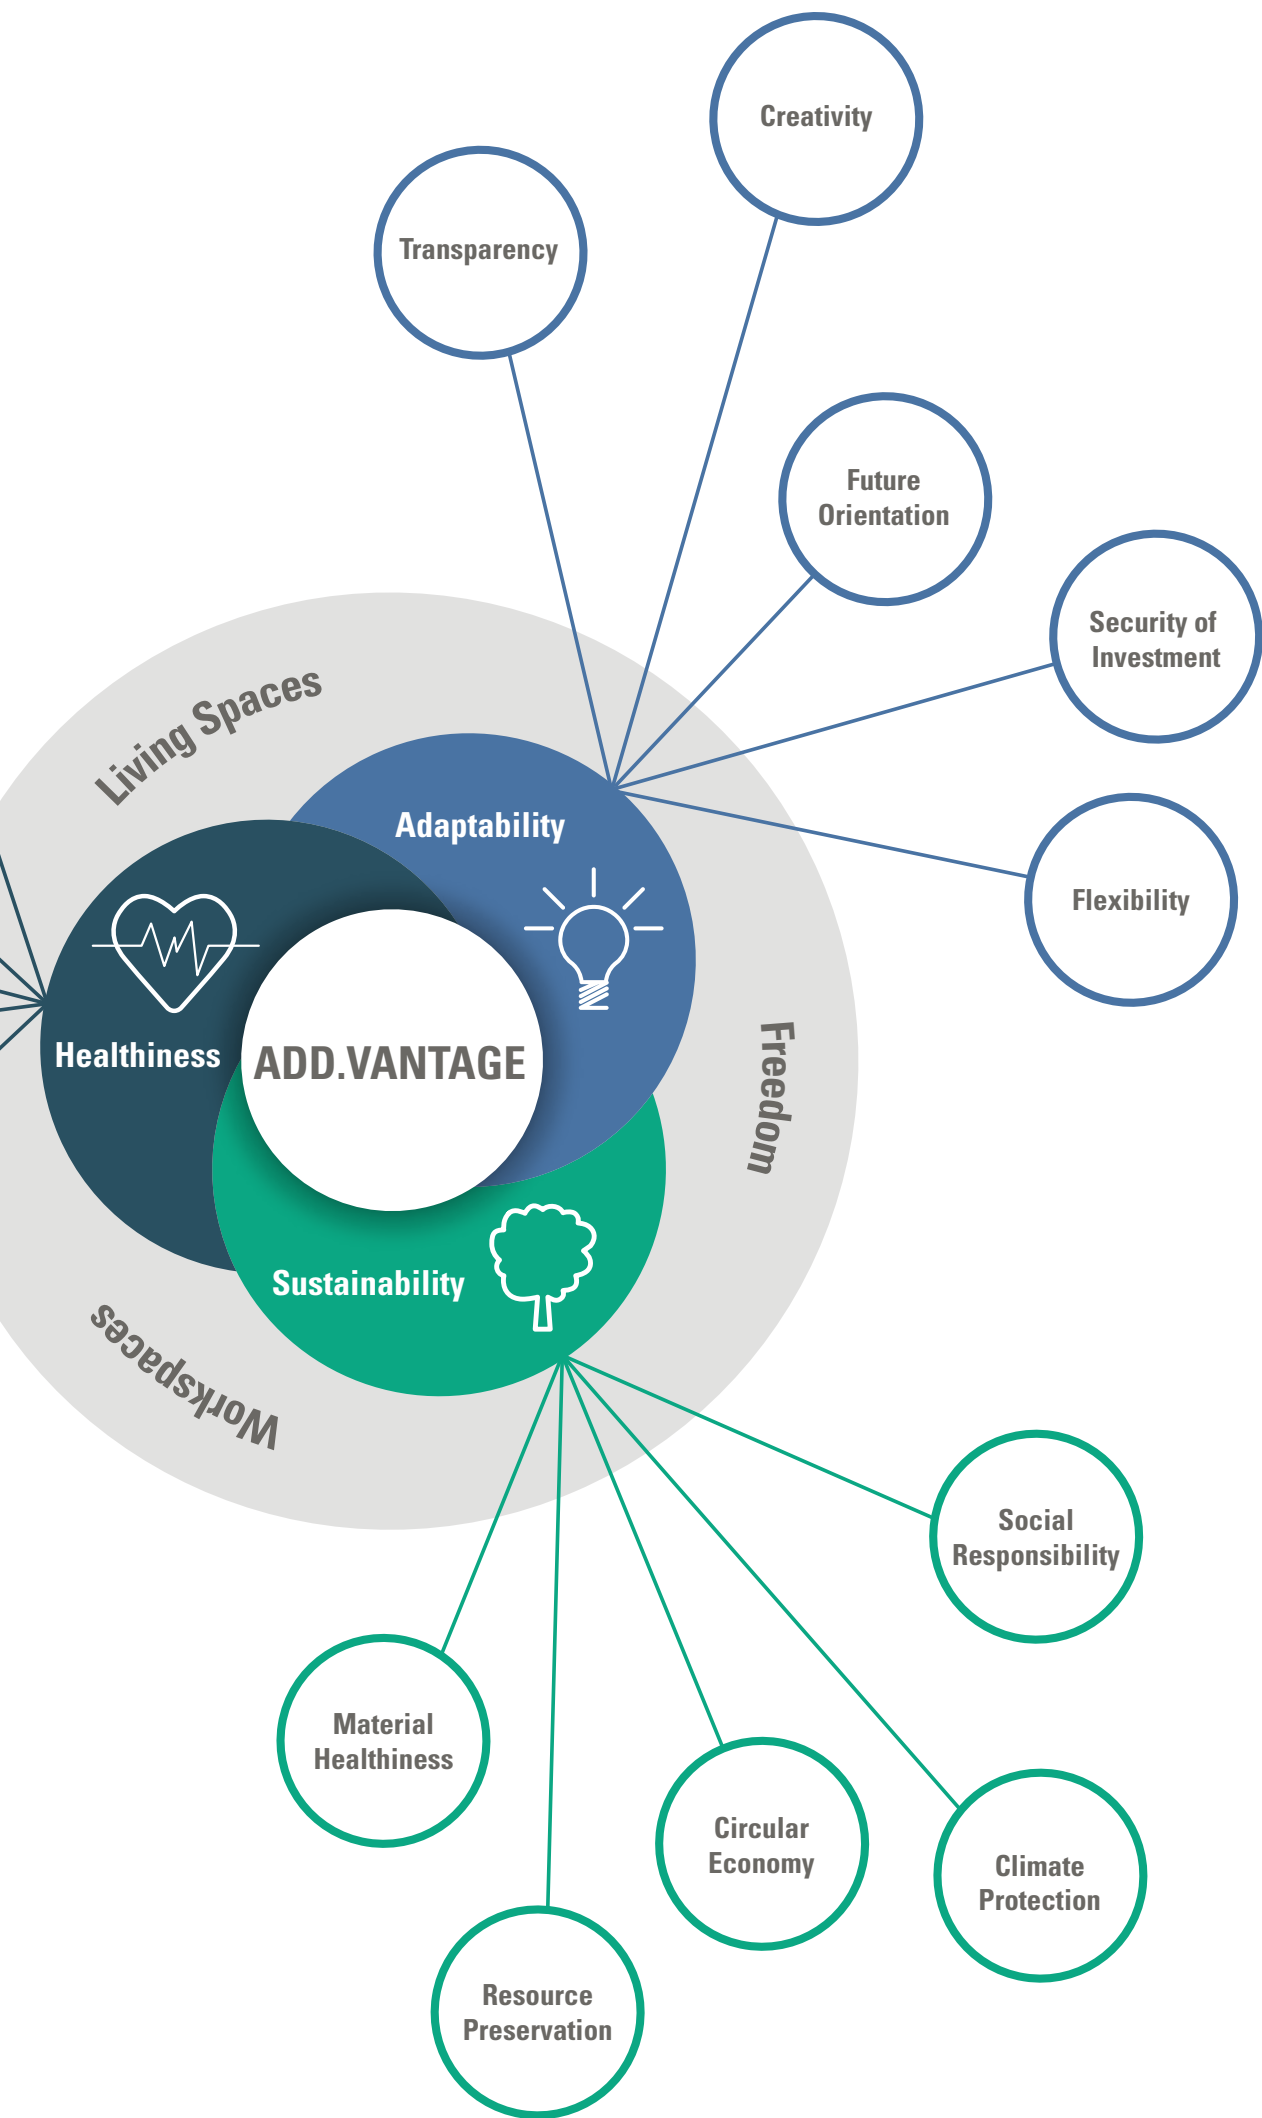 Creativity
Transparency
Future
Orientation
Security of
Investment
Living Spaces
Adaptability
Flexibility
Healthiness
ADD.VANTAGE
Freedom
Sustainability
Workspaces
Social
Responsibility
Material
Healthiness
Circular
Economy
Climate
Protection
Resource
Preservation